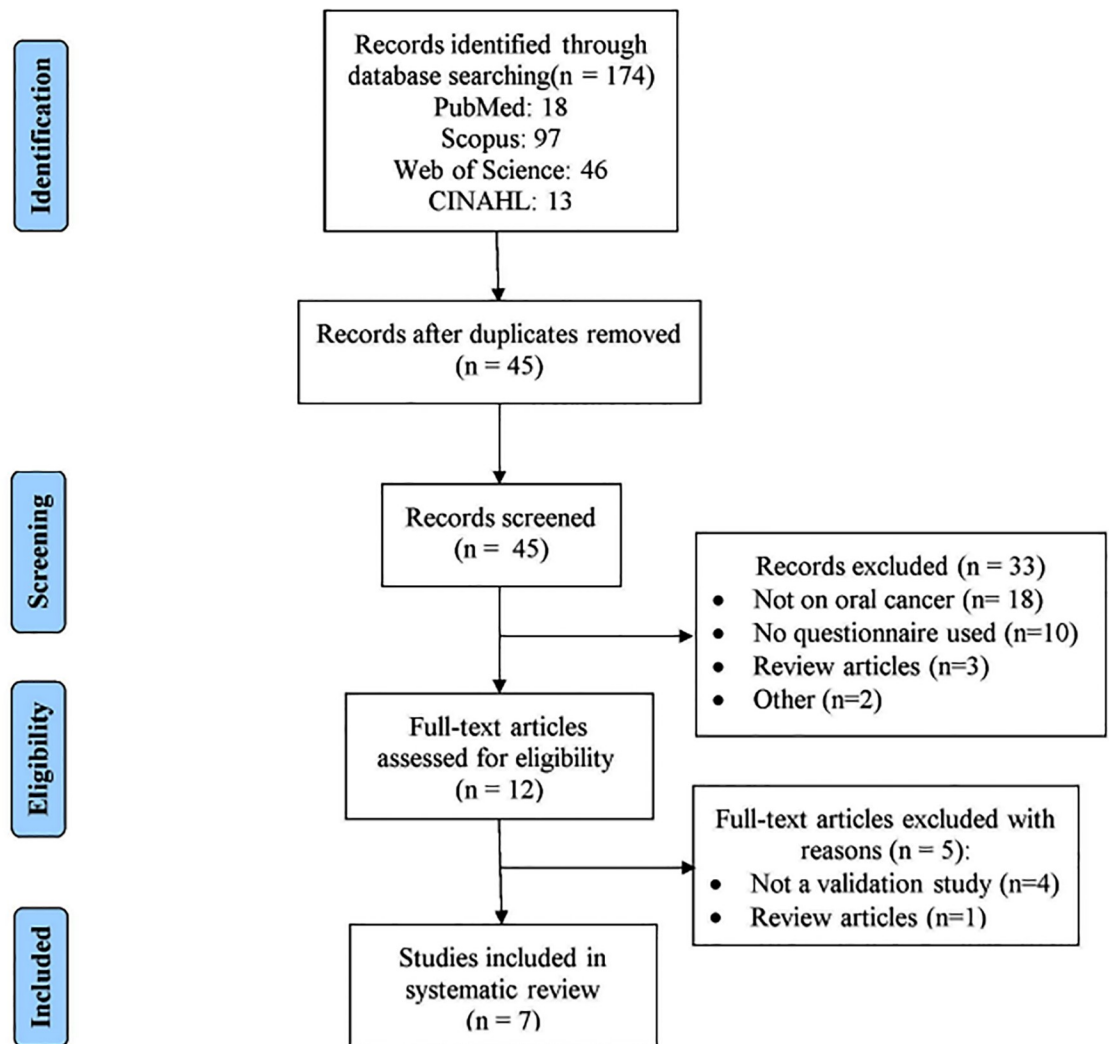 Identification
Records identified through
database searching(n = 174)
PubMed: 18
Scopus: 97
Web of Science: 46
CINAHL: 13
Records after duplicates removed
(n = 45)
Screening
Records screened
(n = 45)
Records excluded (n = 33)
• Not on oral cancer (n= 18)
• No questionnaire used (n=10)
• Review articles (n=3)
• Other (n=2)
Eligibility
Full-text articles
assessed for eligibility
(n = 12)
Full-text articles excluded with
reasons (n = 5):
• Not a validation study (n=4)
• Review articles (n=1)
Included
Studies included in
systematic review
(n = 7)